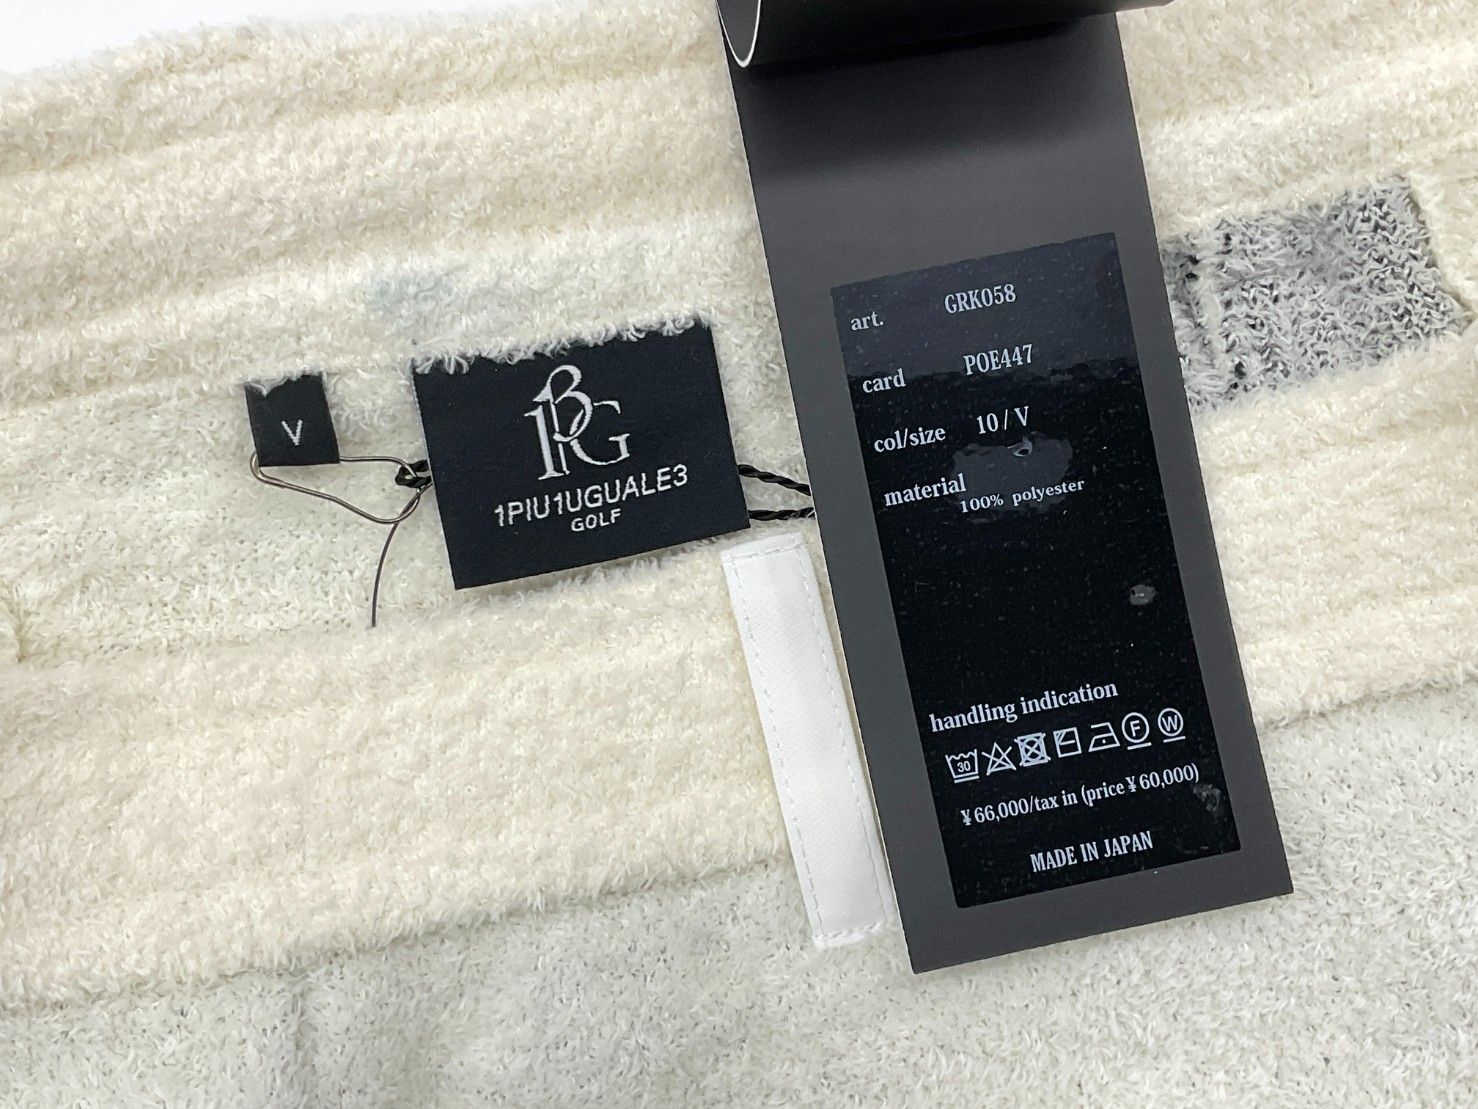 V
1PIU1UGUALE3
GOLF
art. GRK058
card POE447
col/size 10 / V
material 100% polyester
handling indication
30 F W
¥66,000/tax in (price ¥60,000)
MADE IN JAPAN